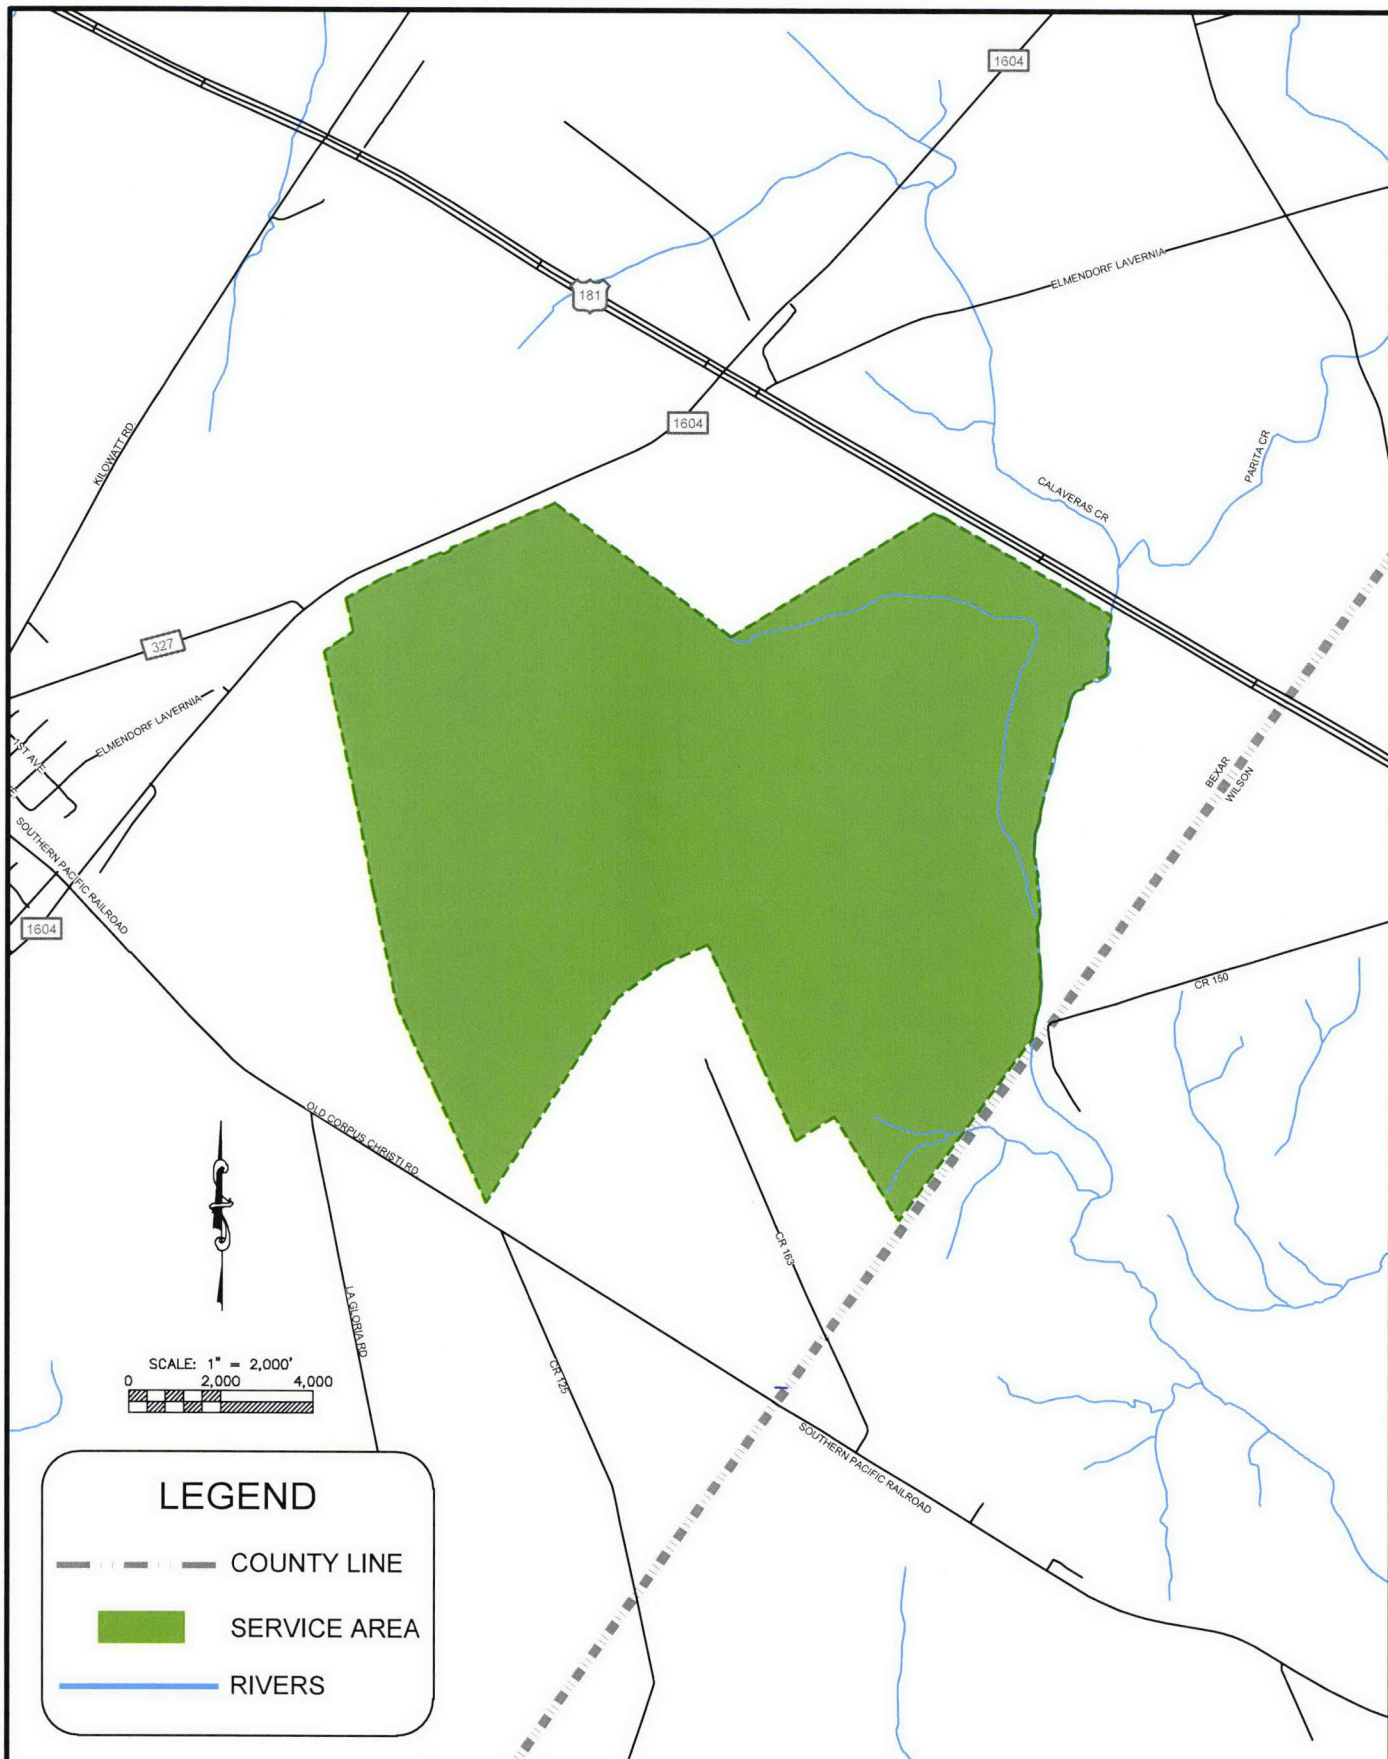 1604
181
ELMENDORF LAVERNIA
1604
KILOWATT RD.
PARITA CR
CALAVERAS CR
327
ELMENDORF LAVERNIA
1ST AVE
BEXAR
WILSON
SOUTHERN PACIFIC RAILROAD
1604
CR 150
OLD CORPUS CHRISTI RD
CR 163
LA GLORIA RD
CR 125
SCALE: 1" = 2,000'
0 2,000 4,000
SOUTHERN PACIFIC RAILROAD
LEGEND
COUNTY LINE
SERVICE AREA
RIVERS